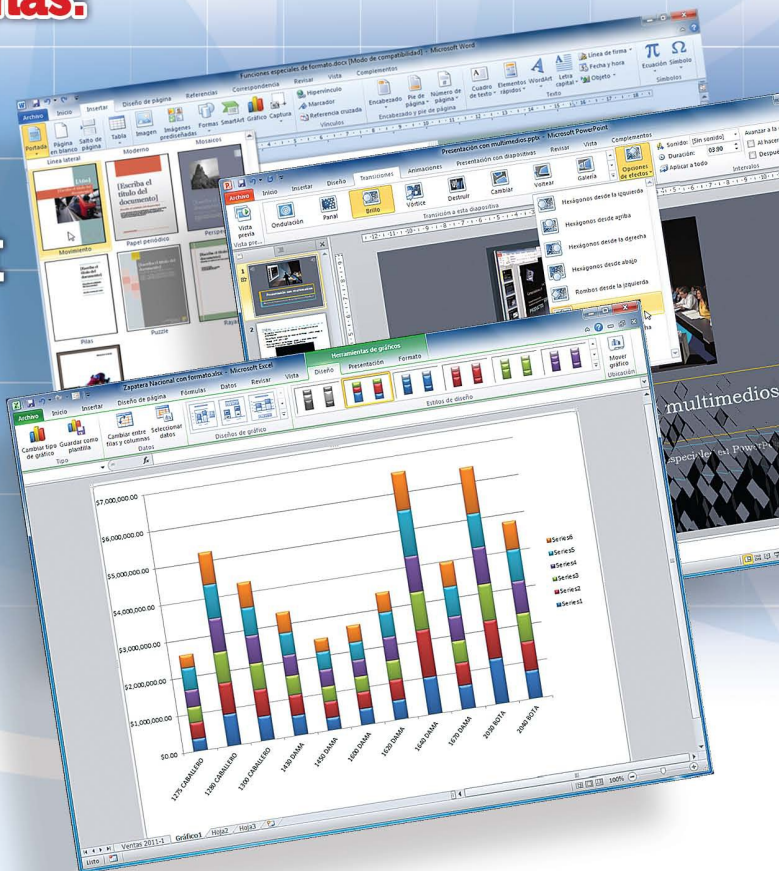 Funciones especiales de formato.docx [Modo de compatibilidad] - Microsoft Word
Archivo Inicio Insertar Diseño de página Referencias Correspondencia Revisar Vista Complementos
Portada
Página en blanco
Salto de página
Tabla
Imagen
Imágenes prediseñadas
Formas
SmartArt
Gráfico
Captura
Hipervínculo
Marcador
Referencia cruzada
Vínculos
Encabezado
Pie de página
Número de página
Encabezado y pie de página
Cuadro de texto
Elementos rápidos
WordArt
Letra capital
Línea de firma
Fecha y hora
Objeto
Texto
Ecuación
Símbolo
Símbolos
Línea lateral
Moderno
Mosaicos
[Escriba el título del documento]
Movimiento
Papel periódico
Pilas
Puzzle
Presentación con multimedios.pptx - Microsoft PowerPoint
Archivo Inicio Insertar Diseño Transiciones Animaciones Presentación con diapositivas Revisar Vista Complementos
Vista previa
Ondulación
Panal
Brillo
Vórtice
Destruir
Cambiar
Voltear
Galería
Transición a esta diapositiva
Opciones de efectos
Sonido: [Sin sonido]
Duración: 03.90
Aplicar a todo
Intervalos
Hexágonos desde la izquierda
Hexágonos desde arriba
Hexágonos desde la derecha
Hexágonos desde abajo
Rombos desde la izquierda
1
2
multimedios
Zapatera Nacional con formato.xlsx - Microsoft Excel
Herramientas de gráficos
Archivo Inicio Insertar Diseño de página Fórmulas Datos Revisar Vista Diseño Presentación Formato
Cambiar tipo de gráfico
Guardar como plantilla
Tipo
Cambiar entre filas y columnas
Seleccionar datos
Datos
Diseños de gráfico
Estilos de diseño
Mover gráfico
Ubicación
fx
$7,000,000.00
$6,000,000.00
$5,000,000.00
$4,000,000.00
$3,000,000.00
$2,000,000.00
$1,000,000.00
$0.00
Series6
Series5
Series4
Series3
Series2
Series1
1275 CABALLERO
1280 CABALLERO
1300 CABALLERO
1430 DAMA
1450 DAMA
1600 DAMA
1620 DAMA
1640 DAMA
1670 DAMA
2030 BOTA
2040 BOTA
Ventas 2011-1 Gráfico1 Hoja2 Hoja3
Listo
100%